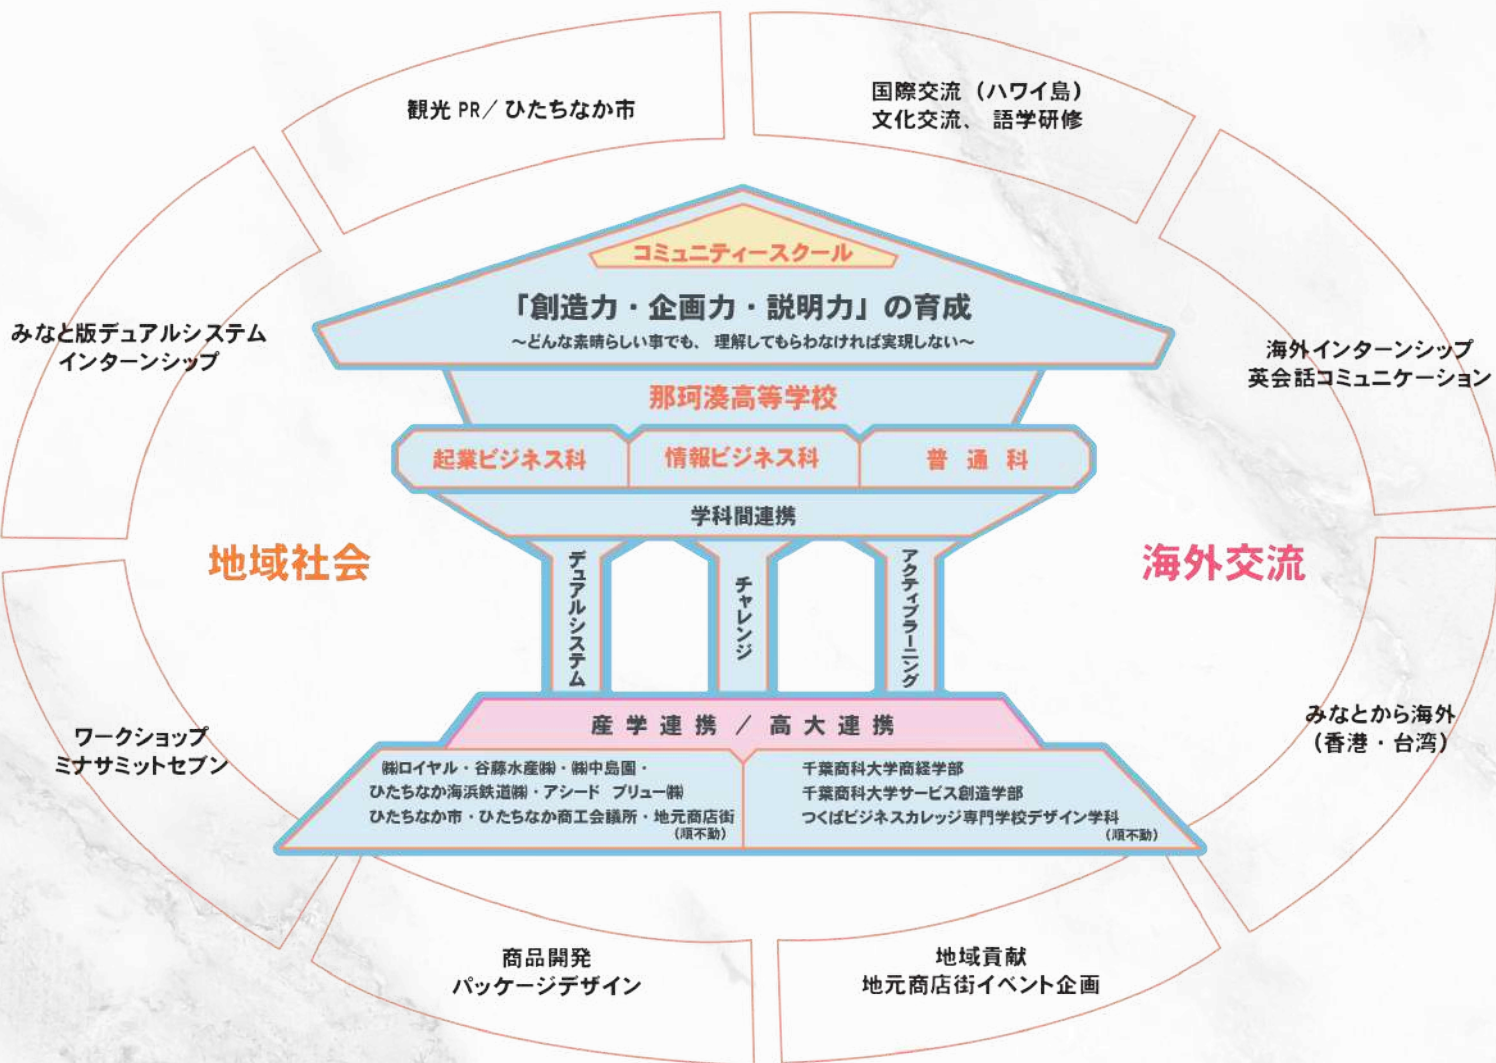 観光 PR／ひたちなか市
国際交流（ハワイ島）
文化交流、 語学研修
みなと版デュアルシステム
インターンシップ
海外インターンシップ
英会話コミュニケーション
コミュニティースクール
「創造力・企画力・説明力」の育成
～どんな素晴らしい事でも、 理解してもらわなければ実現しない～
那珂湊高等学校
起業ビジネス科
情報ビジネス科
普 通 科
学科間連携
地域社会
海外交流
デュアルシステム
チャレンジ
アクティブラーニング
産 学 連 携 ／ 高 大 連 携
㈱ロイヤル・谷藤水産㈱・㈱中島園・
ひたちなか海浜鉄道㈱・アシード ブリュー㈱
ひたちなか市・ひたちなか商工会議所・地元商店街
（順不動）
千葉商科大学商経学部
千葉商科大学サービス創造学部
つくばビジネスカレッジ専門学校デザイン学科
（順不動）
ワークショップ
ミナサミットセブン
みなとから海外
（香港・台湾）
商品開発
パッケージデザイン
地域貢献
地元商店街イベント企画